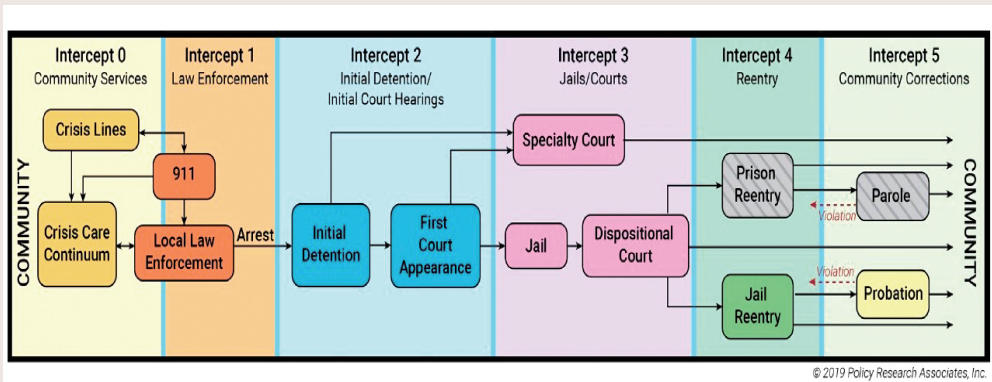 Intercept 0
Community Services
Intercept 1
Law Enforcement
Intercept 2
Initial Detention/
Initial Court Hearings
Intercept 3
Jails/Courts
Intercept 4
Reentry
Intercept 5
Community Corrections
COMMUNITY
Crisis Lines
911
Crisis Care
Continuum
Local Law
Enforcement
Arrest
Initial
Detention
First
Court
Appearance
Specialty Court
Jail
Dispositional
Court
Prison
Reentry
Violation
Parole
Jail
Reentry
Violation
Probation
COMMUNITY
© 2019 Policy Research Associates, Inc.